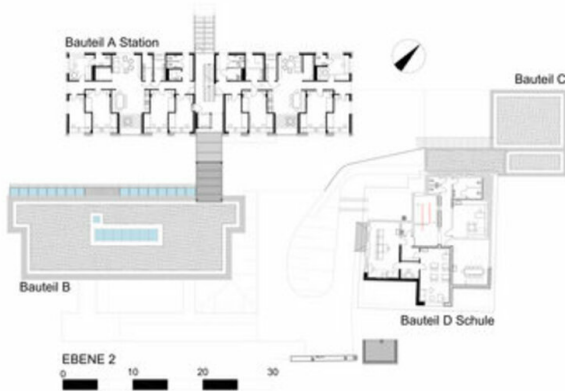 Bauteil A Station
Bauteil C
Bauteil B
Bauteil D Schule
EBENE 2
0 10 20 30